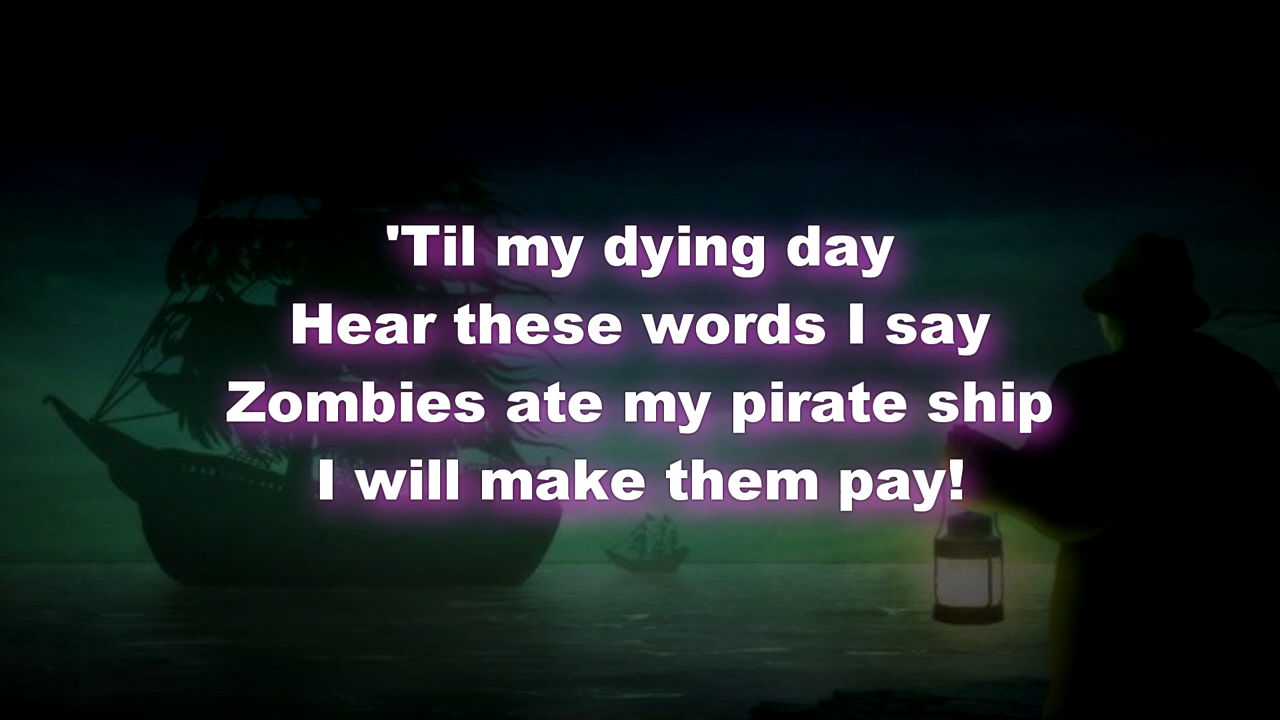 'Til my dying day
Hear these words I say
Zombies ate my pirate ship
I will make them pay!